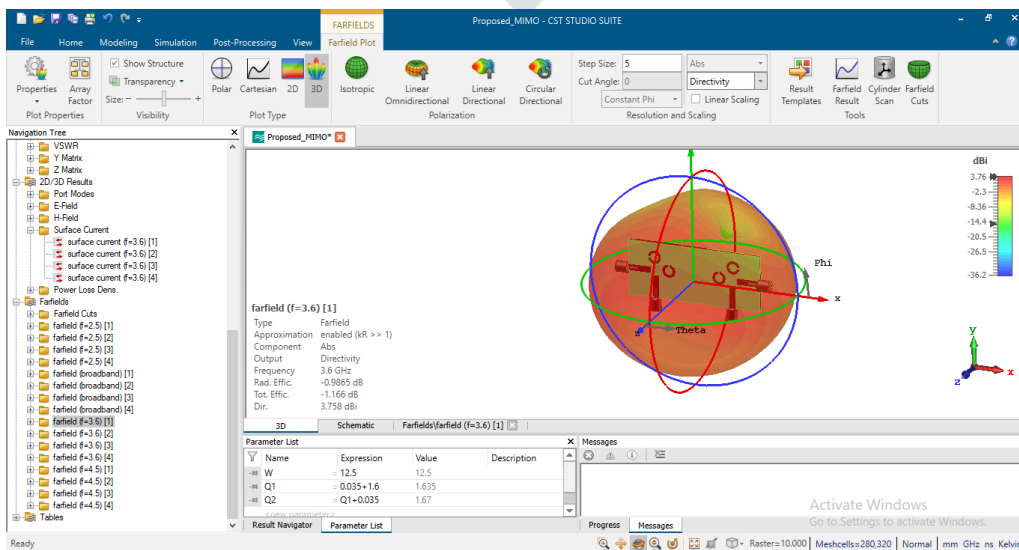 FARFIELDS
Proposed_MIMO - CST STUDIO SUITE
File Home Modeling Simulation Post-Processing View Farfield Plot
Properties
Array Factor
Show Structure
Transparency
Size:
Polar Cartesian 2D 3D
Isotropic
Linear Omnidirectional
Linear Directional
Circular Directional
Step Size: 5 Abs
Cut Angle: 0 Directivity
Constant Phi Linear Scaling
Result Templates
Farfield Result
Cylinder Scan
Farfield Cuts
Plot Properties Visibility Plot Type Polarization Resolution and Scaling Tools
Navigation Tree
VSWR
Y Matrix
Z Matrix
2D/3D Results
Port Modes
E-Field
H-Field
Surface Current
surface current (f=3.6) [1]
surface current (f=3.6) [2]
surface current (f=3.6) [3]
surface current (f=3.6) [4]
Power Loss Dens.
Farfields
Farfield Cuts
farfield (f=2.5) [1]
farfield (f=2.5) [2]
farfield (f=2.5) [3]
farfield (f=2.5) [4]
farfield (broadband) [1]
farfield (broadband) [2]
farfield (broadband) [3]
farfield (broadband) [4]
farfield (f=3.6) [1]
farfield (f=3.6) [2]
farfield (f=3.6) [3]
farfield (f=3.6) [4]
farfield (f=4.5) [1]
farfield (f=4.5) [2]
farfield (f=4.5) [3]
farfield (f=4.5) [4]
Tables
Proposed_MIMO*
dBi
3.76
-2.3
-8.36
-14.4
-20.5
-26.5
-36.2
Phi
x
Theta
z
y
x
z
farfield (f=3.6) [1]
Type Farfield
Approximation enabled (kR >> 1)
Component Abs
Output Directivity
Frequency 3.6 GHz
Rad. Effic. -0.9865 dB
Tot. Effic. -1.166 dB
Dir. 3.758 dBi
3D Schematic Farfields\farfield (f=3.6) [1]
Parameter List
Name Expression Value Description
W = 12.5 12.5
Q1 = 0.035+1.6 1.635
Q2 = Q1+0.035 1.67
<new parameter>
Result Navigator Parameter List
Messages
Activate Windows
Go to Settings to activate Windows.
Progress Messages
Ready
Raster=10.000 Meshcells=280,320 Normal mm GHz ns Kelvin